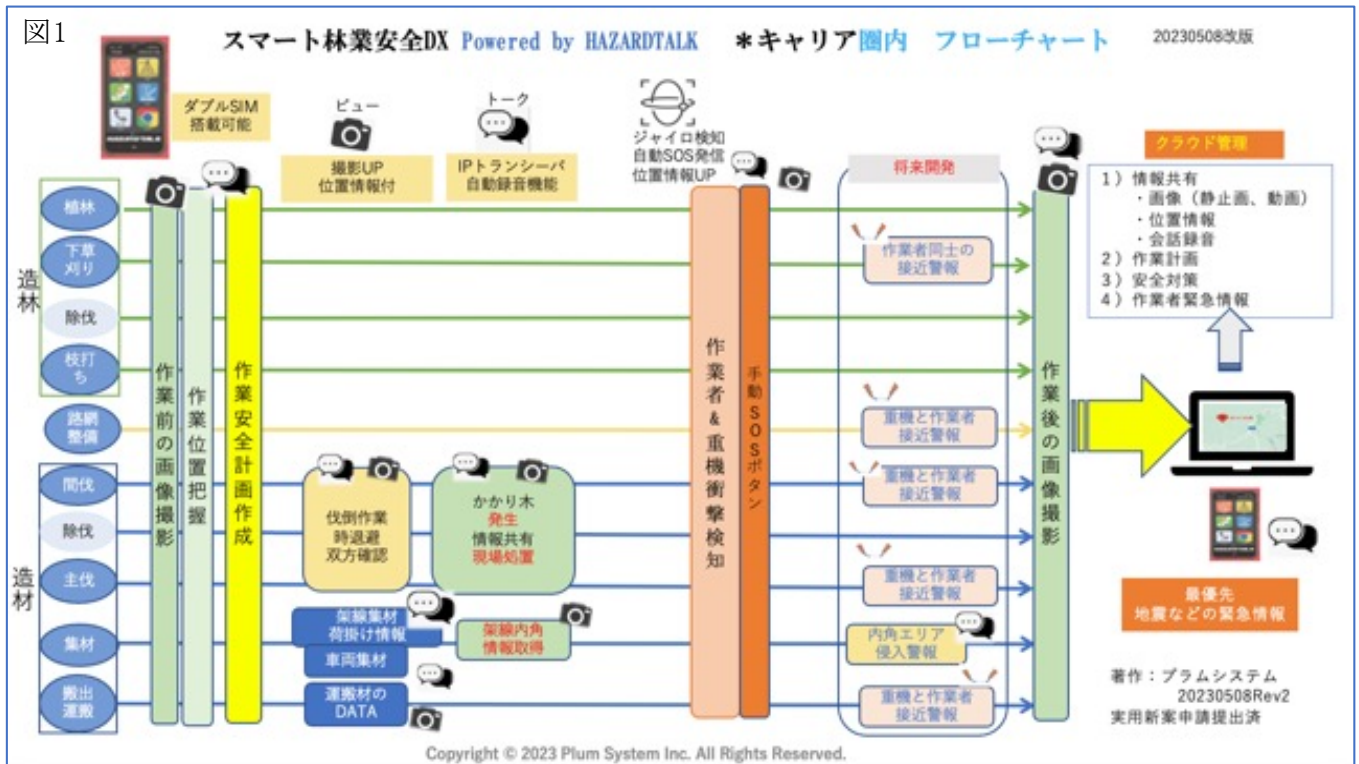 図1
スマート林業安全DX Powered by HAZARDTALK ＊キャリア圏内 フローチャート
20230508改版
ダブルSIM
搭載可能
ビュー
撮影UP
位置情報付
トーク
IPトランシーバ
自動録音機能
ジャイロ検知
自動SOS発信
位置情報UP
将来開発
クラウド管理
1）情報共有
・画像（静止画、動画）
・位置情報
・会話録音
2）作業計画
3）安全対策
4）作業者緊急情報
造林
植林
下草
刈り
除伐
枝打
ち
路網
整備
造材
間伐
除伐
主伐
集材
搬出
運搬
作業前の画像撮影
作業位置把握
作業安全計画作成
伐倒作業
時退避
双方確認
かかり木
発生
情報共有
現場処置
架線集材
荷掛け情報
車両集材
架線内角
情報取得
運搬材の
DATA
作業者&重機衝撃検知
手動SOSボタン
作業者同士の
接近警報
重機と作業者
接近警報
重機と作業者
接近警報
重機と作業者
接近警報
内角エリア
侵入警報
重機と作業者
接近警報
作業後の画像撮影
最優先
地震などの緊急情報
著作：プラムシステム
20230508Rev2
実用新案申請提出済
Copyright © 2023 Plum System Inc. All Rights Reserved.